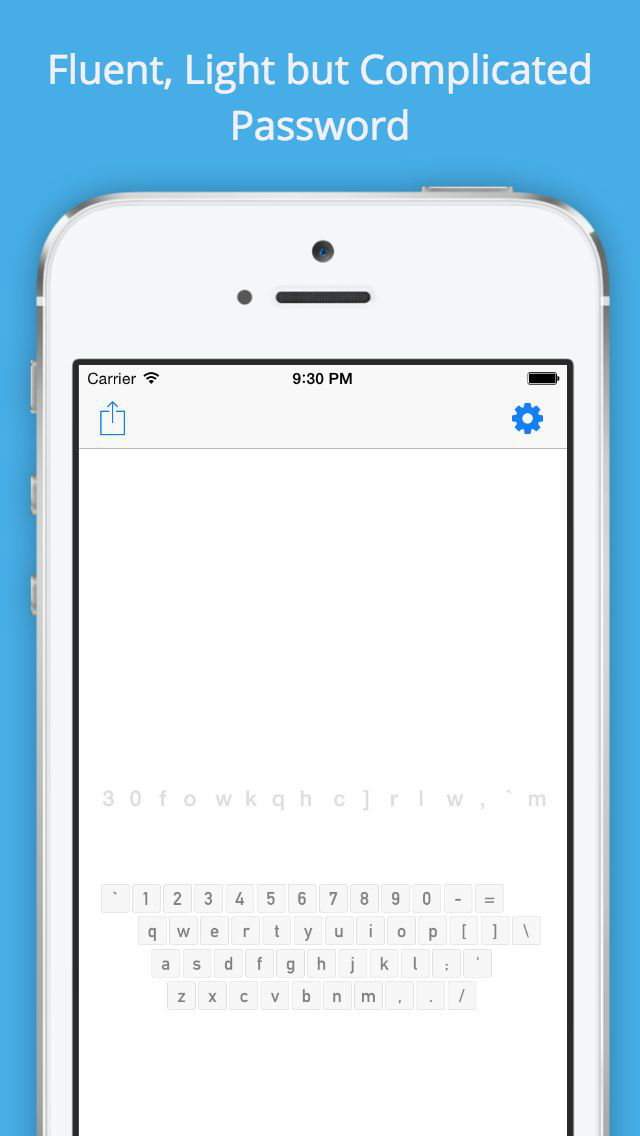 Fluent, Light but Complicated
Password
Carrier 9:30 PM
3 0 f o w k q h c ] r l w , ` m
` 1 2 3 4 5 6 7 8 9 0 - =
q w e r t y u i o p [ ] \
a s d f g h j k l ; '
z x c v b n m , . /